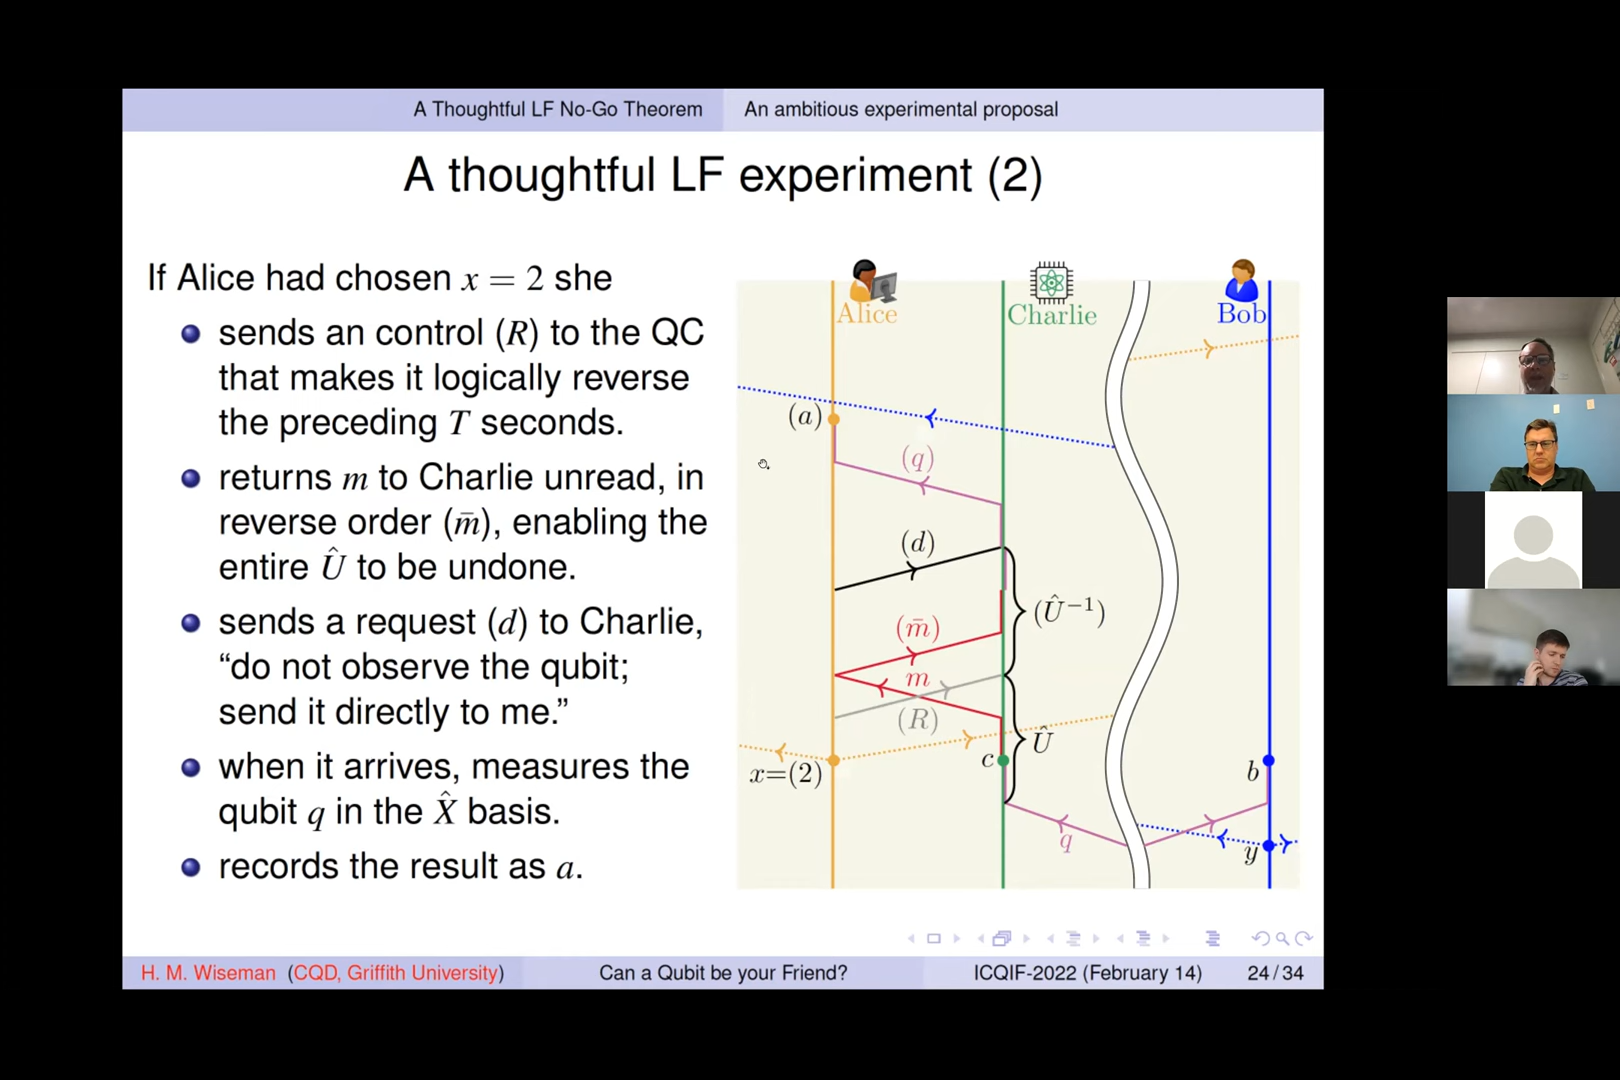 A Thoughtful LF No-Go Theorem An ambitious experimental proposal
A thoughtful LF experiment (2)
If Alice had chosen x = 2 she
sends an control (R) to the QC
that makes it logically reverse
the preceding T seconds.
returns m to Charlie unread, in
reverse order (m̄), enabling the
entire Û to be undone.
sends a request (d) to Charlie,
“do not observe the qubit;
send it directly to me.”
when it arrives, measures the
qubit q in the X̂ basis.
records the result as a.
Alice
Charlie
Bob
(a)
(q)
(d)
(Û⁻¹)
(m̄)
m
(R)
Û
x=(2)
c
b
q
y
H. M. Wiseman (CQD, Griffith University) Can a Qubit be your Friend? ICQIF-2022 (February 14) 24 / 34